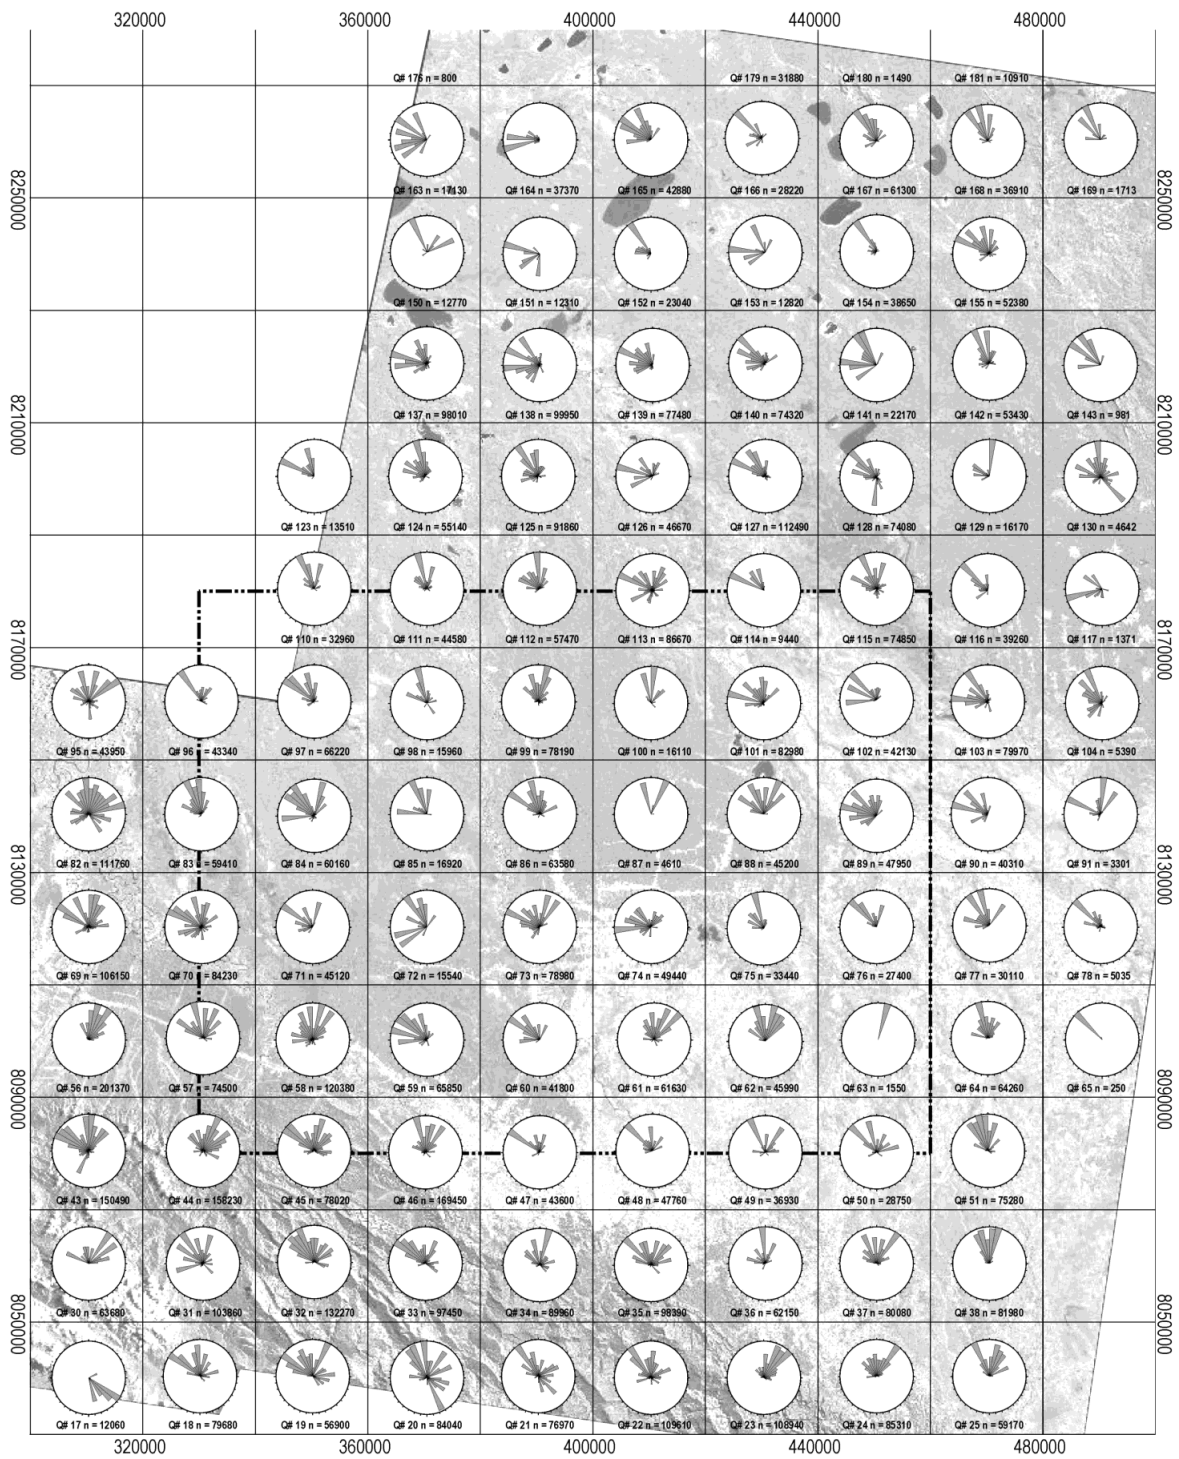 320000 360000 400000 440000 480000
Q# 176 n = 800 Q# 179 n = 31880 Q# 180 n = 1490 Q# 181 n = 10910
Q# 163 n = 17130 Q# 164 n = 37370 Q# 165 n = 42880 Q# 166 n = 28220 Q# 167 n = 61300 Q# 168 n = 36910 Q# 169 n = 1713
8250000 8250000
Q# 150 n = 12770 Q# 151 n = 12310 Q# 152 n = 23040 Q# 153 n = 12820 Q# 154 n = 38650 Q# 155 n = 52380
Q# 137 n = 98010 Q# 138 n = 99950 Q# 139 n = 77480 Q# 140 n = 74320 Q# 141 n = 22170 Q# 142 n = 53430 Q# 143 n = 981
8210000 8210000
Q# 123 n = 13510 Q# 124 n = 55140 Q# 125 n = 91860 Q# 126 n = 46670 Q# 127 n = 112490 Q# 128 n = 74080 Q# 129 n = 16170 Q# 130 n = 4642
Q# 110 n = 32960 Q# 111 n = 44580 Q# 112 n = 57470 Q# 113 n = 86670 Q# 114 n = 9440 Q# 115 n = 74850 Q# 116 n = 39260 Q# 117 n = 1371
8170000 8170000
Q# 95 n = 43950 Q# 96 n = 43340 Q# 97 n = 66220 Q# 98 n = 15960 Q# 99 n = 78190 Q# 100 n = 16110 Q# 101 n = 82980 Q# 102 n = 42130 Q# 103 n = 79970 Q# 104 n = 5390
Q# 82 n = 111760 Q# 83 n = 59410 Q# 84 n = 60160 Q# 85 n = 16920 Q# 86 n = 63580 Q# 87 n = 4610 Q# 88 n = 45200 Q# 89 n = 47950 Q# 90 n = 40310 Q# 91 n = 3301
8130000 8130000
Q# 69 n = 106150 Q# 70 n = 84230 Q# 71 n = 45120 Q# 72 n = 15540 Q# 73 n = 78980 Q# 74 n = 49440 Q# 75 n = 33440 Q# 76 n = 27400 Q# 77 n = 30110 Q# 78 n = 5035
Q# 56 n = 201370 Q# 57 n = 74500 Q# 58 n = 120380 Q# 59 n = 65850 Q# 60 n = 41800 Q# 61 n = 61630 Q# 62 n = 45990 Q# 63 n = 1550 Q# 64 n = 64260 Q# 65 n = 250
8090000 8090000
Q# 43 n = 150490 Q# 44 n = 158230 Q# 45 n = 78020 Q# 46 n = 169450 Q# 47 n = 43600 Q# 48 n = 47760 Q# 49 n = 36930 Q# 50 n = 28750 Q# 51 n = 75280
Q# 30 n = 63680 Q# 31 n = 103860 Q# 32 n = 132270 Q# 33 n = 97450 Q# 34 n = 89960 Q# 35 n = 98390 Q# 36 n = 62150 Q# 37 n = 80080 Q# 38 n = 81980
8050000 8050000
Q# 17 n = 12060 Q# 18 n = 79680 Q# 19 n = 56900 Q# 20 n = 84040 Q# 21 n = 76970 Q# 22 n = 109610 Q# 23 n = 108940 Q# 24 n = 85310 Q# 25 n = 59170
320000 360000 400000 440000 480000